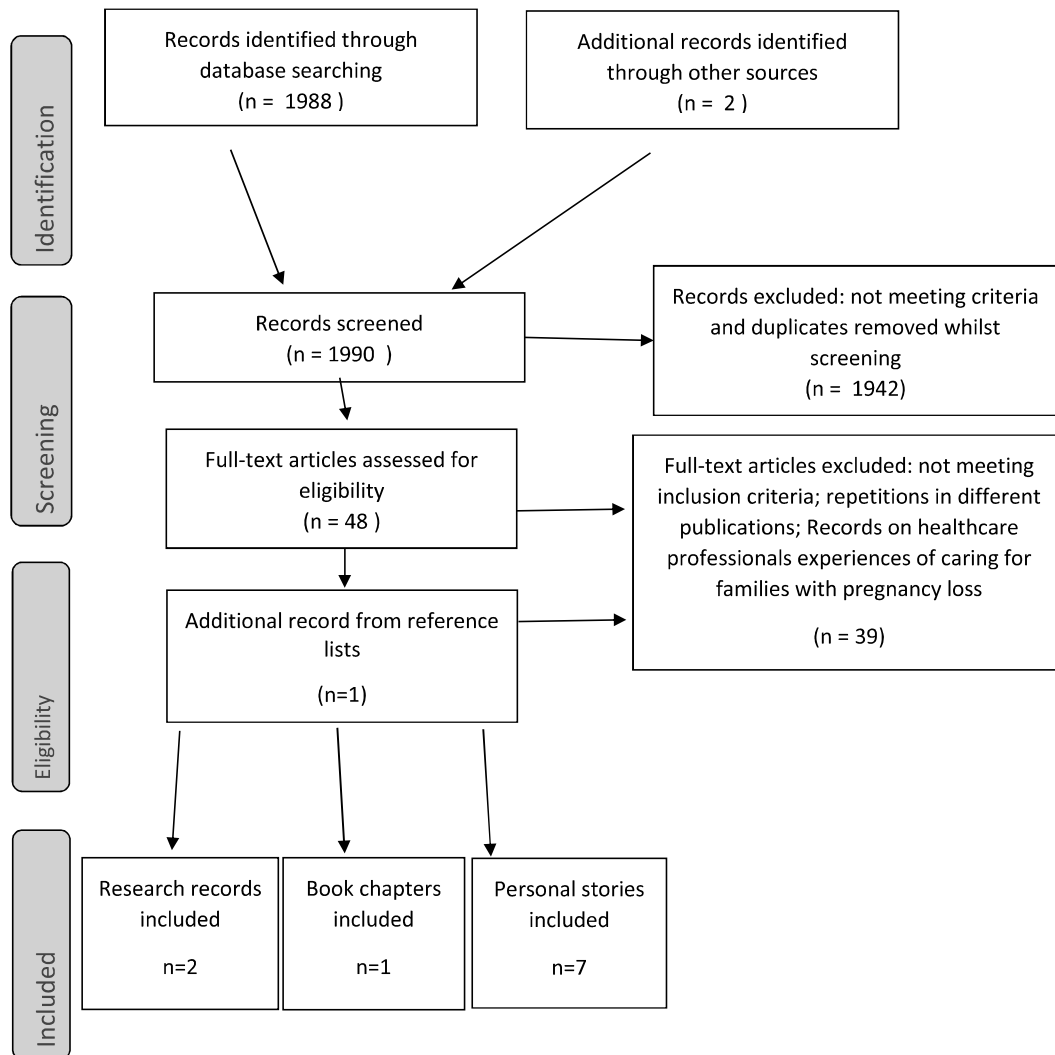 Records identified through
database searching
(n = 1988 )
Additional records identified
through other sources
(n = 2 )
Identification
Records screened
(n = 1990 )
Records excluded: not meeting criteria
and duplicates removed whilst
screening
(n = 1942)
Screening
Full-text articles assessed for
eligibility
(n = 48 )
Full-text articles excluded: not meeting
inclusion criteria; repetitions in different
publications; Records on healthcare
professionals experiences of caring for
families with pregnancy loss
(n = 39)
Eligibility
Additional record from reference
lists
(n=1)
Included
Research records
included
n=2
Book chapters
included
n=1
Personal stories
included
n=7